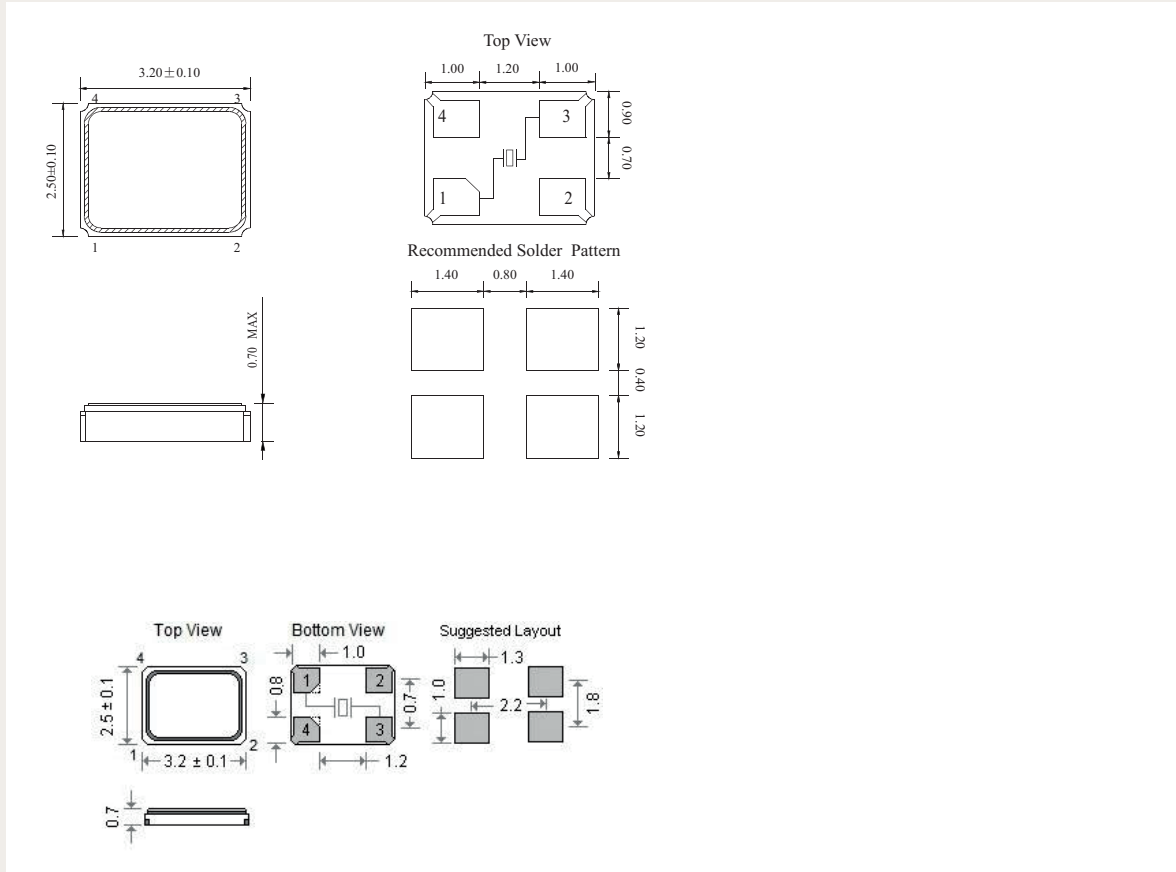 Top View
3.20±0.10
1.00 1.20 1.00
4 3
2.50±0.10
4 3
0.90
0.70
1 2
1 2
Recommended Solder Pattern
1.40 0.80 1.40
0.70 MAX
1.20
0.40
1.20
Top View
Bottom View
Suggested Layout
4 3
2.5 ± 0.1
1 2
3.2 ± 0.1
1.0
0.8
1 2
4 3
0.7
1.2
1.3
1.0
2.2
1.8
0.7